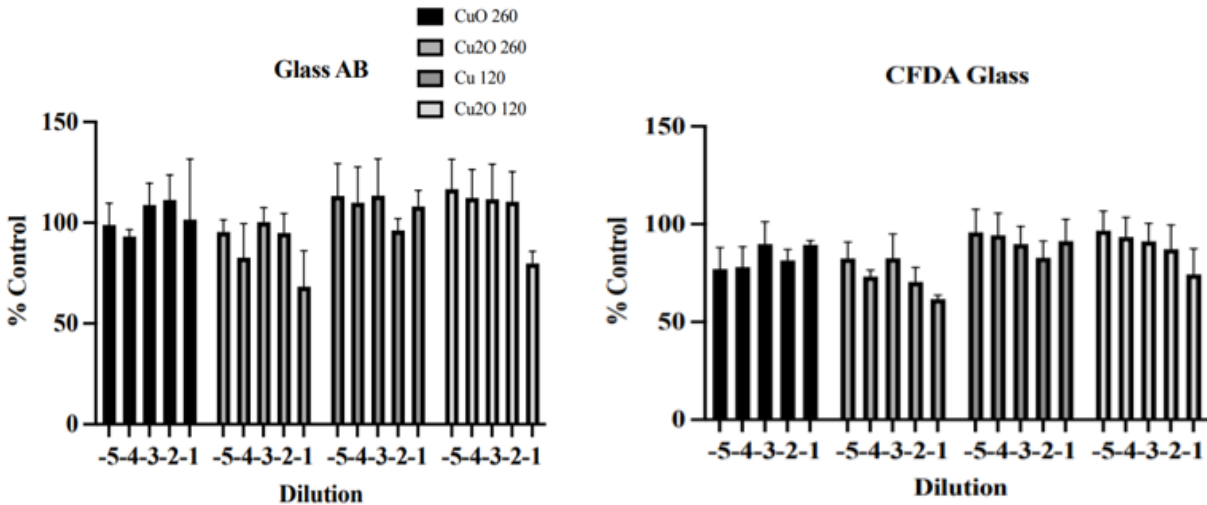 CuO 260
Cu2O 260
Cu 120
Cu2O 120
Glass AB
% Control
150
100
50
0
-5-4-3-2-1 -5-4-3-2-1 -5-4-3-2-1 -5-4-3-2-1
Dilution
CFDA Glass
% Control
150
100
50
0
-5-4-3-2-1 -5-4-3-2-1 -5-4-3-2-1 -5-4-3-2-1
Dilution